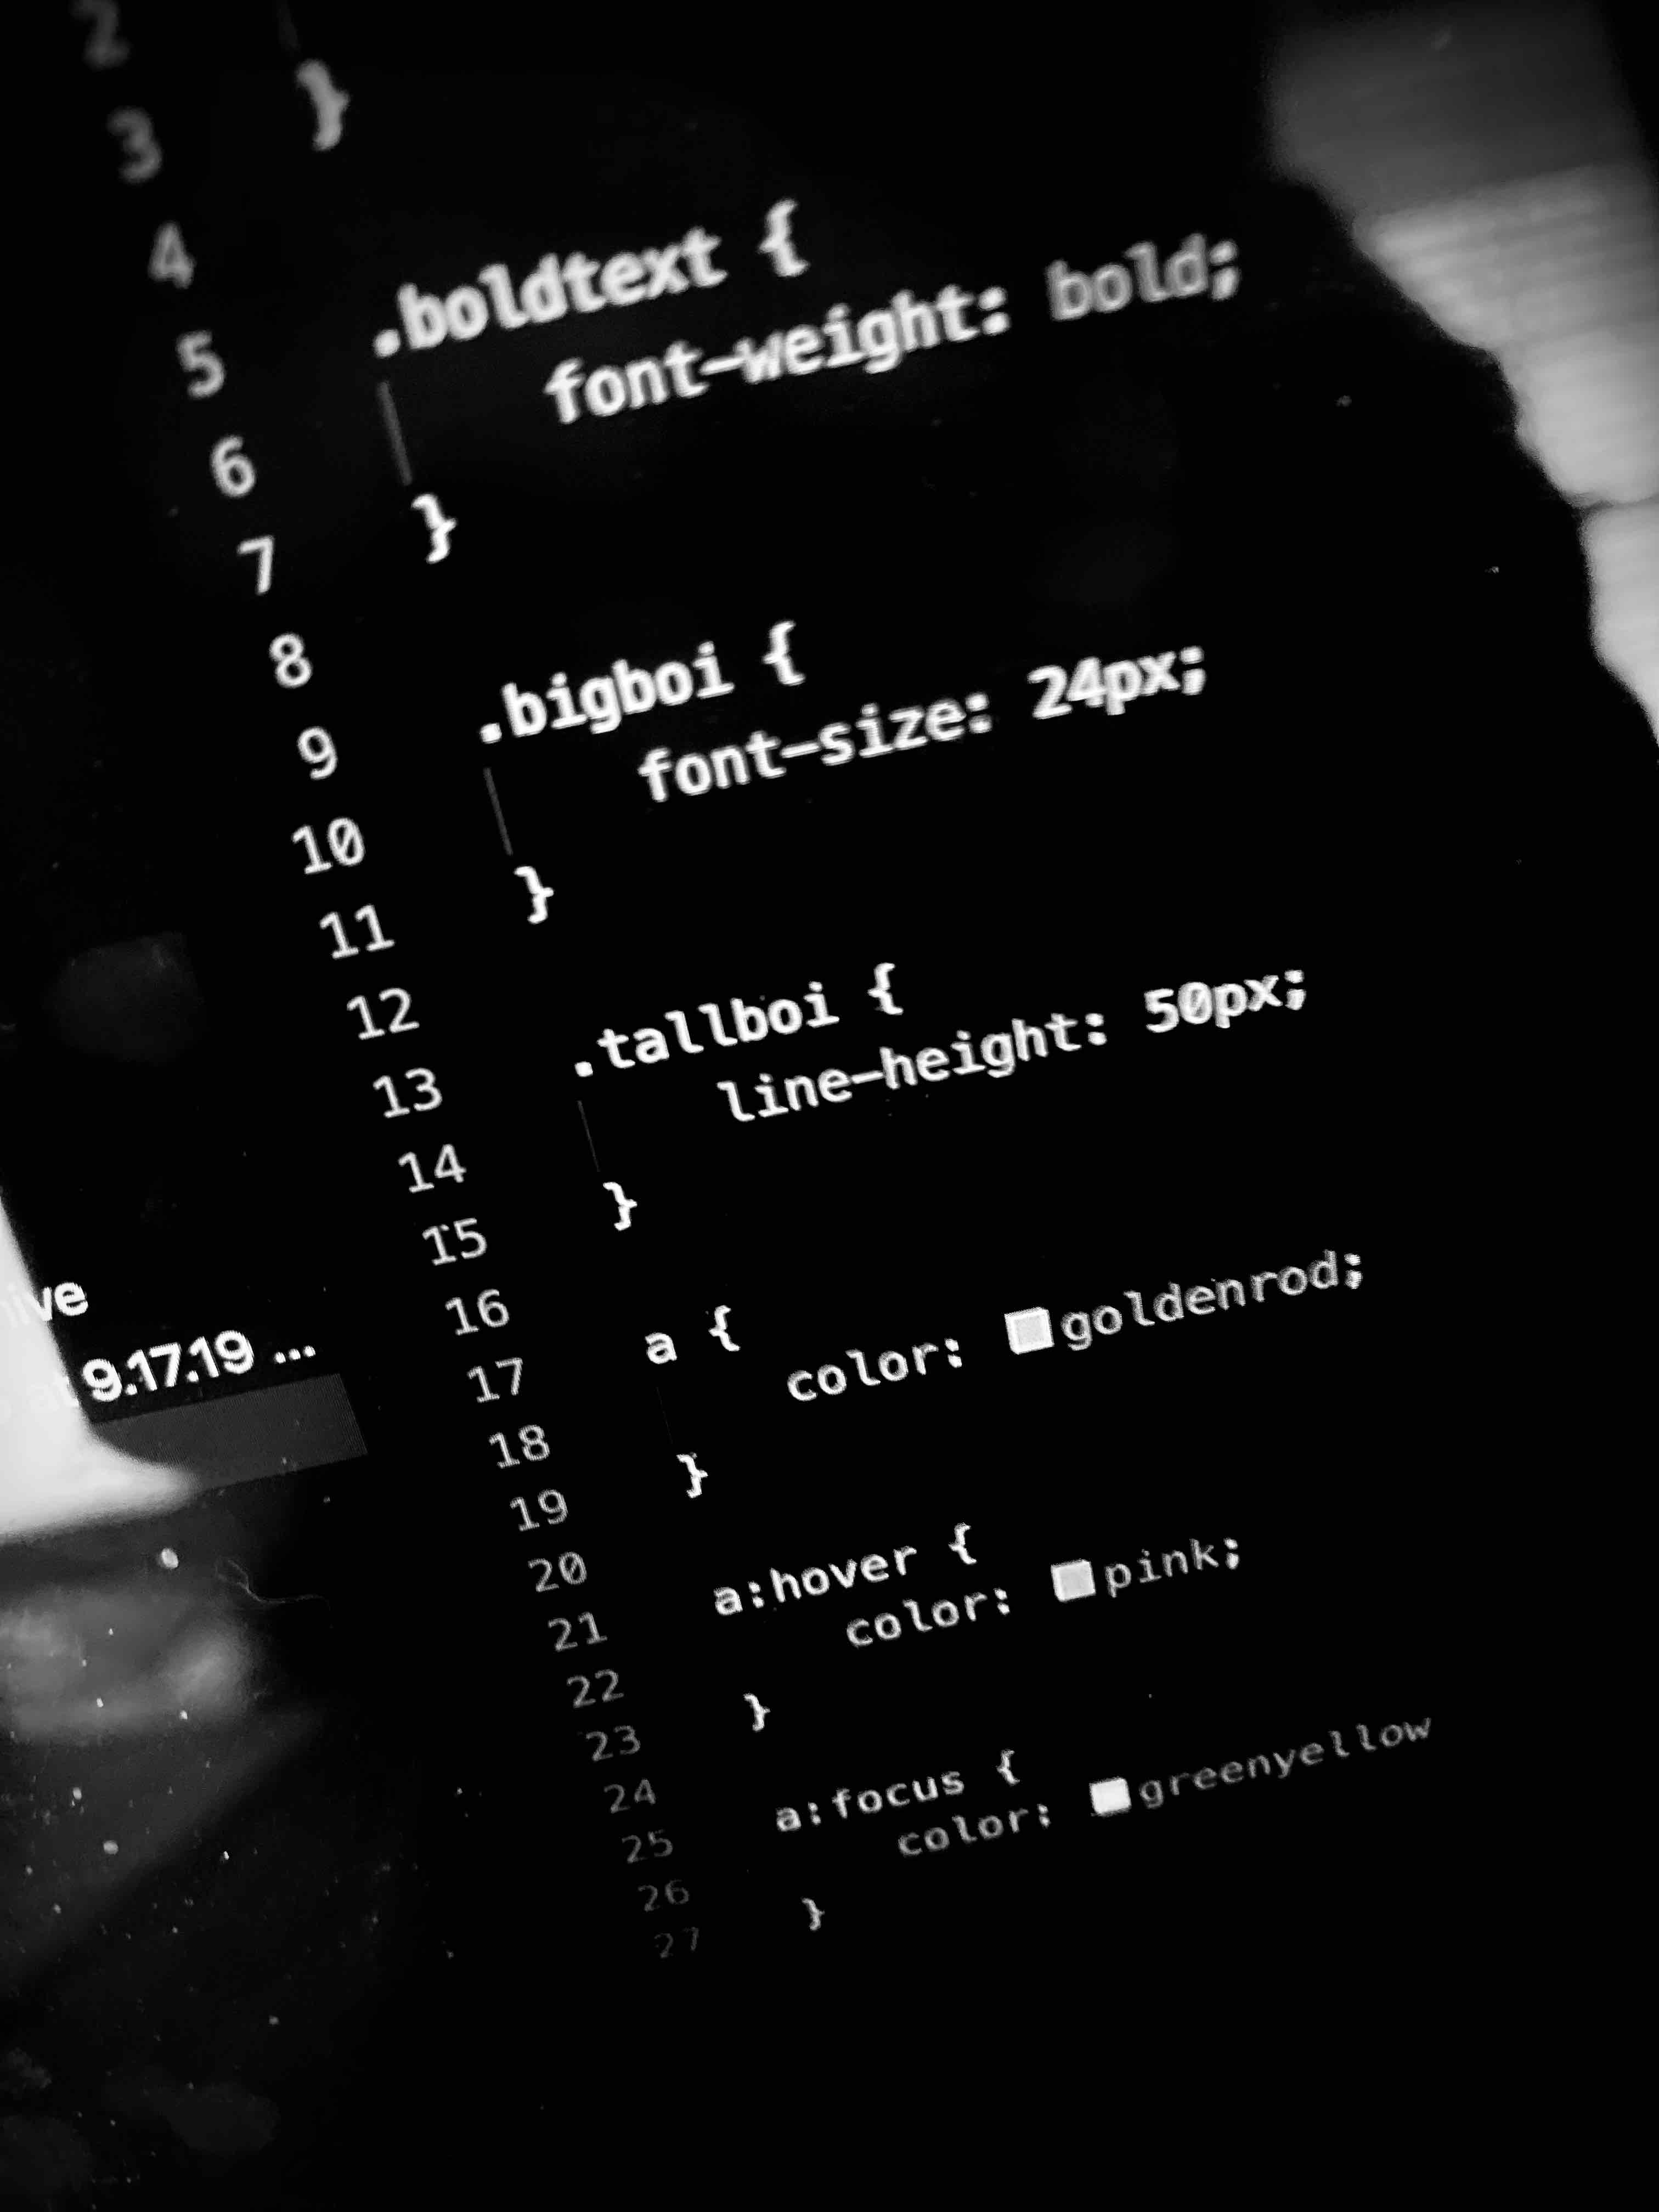 2
3 }
4
5 .boldtext {
6 font-weight: bold;
7 }
8
9 .bigboi {
10 font-size: 24px;
11 }
12
13 .tallboi {
14 line-height: 50px;
15 }
16
17 a {
18 color: goldenrod;
19 }
20
21 a:hover {
22 color: pink;
23 }
24
25 a:focus {
26 color: greenyellow
27 }
at 9.17.19 ...